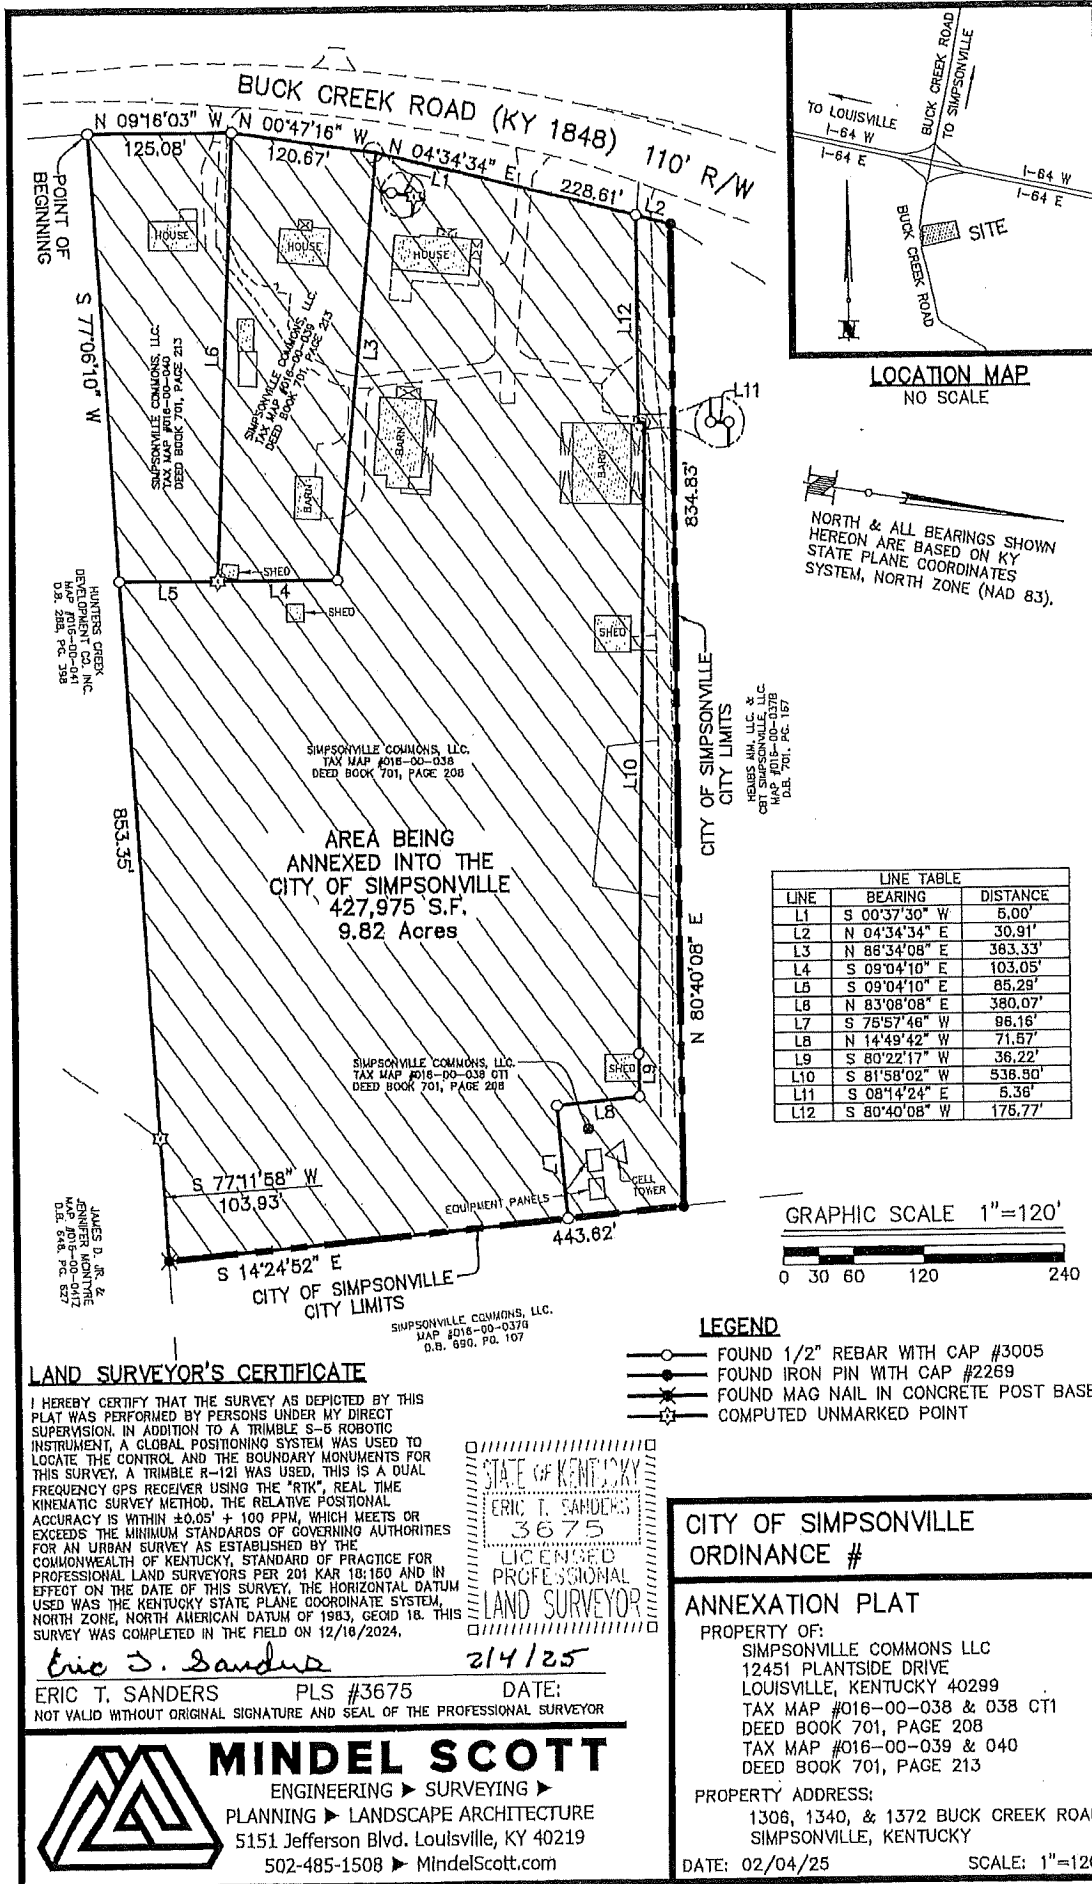 BUCK CREEK ROAD (KY 1848) 110' R/W
N 09°16'03" W
125.08'
N 00°47'16" W
120.67'
N 04°34'34" E
228.61'
L1
L2
POINT OF
BEGINNING
HOUSE
HOUSE
HOUSE
S 77°06'10" W
853.35'
SIMPSONVILLE COMMONS, LLC.
TAX MAP #016-00-040
DEED BOOK 701, PAGE 213
L6
SIMPSONVILLE COMMONS, LLC.
TAX MAP #016-00-039
DEED BOOK 701, PAGE 213
L3
L12
L11
BARN
BARN
BARN
834.83'
SHED
L5
L4
SHED
SHED
HUNTERS CREEK
DEVELOPMENT CO. INC.
MAP #016-00-041
D.B. 288, PG. 398
SIMPSONVILLE COMMONS, LLC.
TAX MAP #016-00-038
DEED BOOK 701, PAGE 208
L10
CITY OF SIMPSONVILLE
CITY LIMITS
HEMBS MM, LLC. &
CBT SIMPSONVILLE, LLC.
MAP #016-00-037B
D.B. 701, PG. 167
AREA BEING
ANNEXED INTO THE
CITY OF SIMPSONVILLE
427,975 S.F.
9.82 Acres
N 80°40'08" E
SIMPSONVILLE COMMONS, LLC.
TAX MAP #016-00-038 CT1
DEED BOOK 701, PAGE 208
SHED
L9
L8
L7
CELL
TOWER
EQUIPMENT PANELS
S 77°11'58" W
103.93'
443.62'
S 14°24'52" E
CITY OF SIMPSONVILLE
CITY LIMITS
JAMES D. JR. &
JENNIFER MCINTYRE
MAP #016-00-041Z
D.B. 648, PG. 627
SIMPSONVILLE COMMONS, LLC.
MAP #016-00-037G
D.B. 690, PG. 107
BUCK CREEK ROAD
TO SIMPSONVILLE
TO LOUISVILLE
I-64 W
I-64 E
I-64 W
I-64 E
BUCK CREEK ROAD
SITE
N
LOCATION MAP
NO SCALE
NORTH & ALL BEARINGS SHOWN
HEREON ARE BASED ON KY
STATE PLANE COORDINATES
SYSTEM, NORTH ZONE (NAD 83).
LINE TABLE
LINE BEARING DISTANCE
L1 S 00°37'30" W 5.00'
L2 N 04°34'34" E 30.91'
L3 N 86°34'08" E 363.33'
L4 S 09°04'10" E 103.05'
L5 S 09°04'10" E 85.29'
L6 N 83°08'08" E 380.07'
L7 S 75°57'46" W 96.16'
L8 N 14°49'42" W 71.57'
L9 S 80°22'17" W 36.22'
L10 S 81°58'02" W 536.50'
L11 S 08°14'24" E 5.36'
L12 S 80°40'08" W 175.77'
GRAPHIC SCALE 1"=120'
0 30 60 120 240
LEGEND
FOUND 1/2" REBAR WITH CAP #3005
FOUND IRON PIN WITH CAP #2269
FOUND MAG NAIL IN CONCRETE POST BASE
COMPUTED UNMARKED POINT
LAND SURVEYOR'S CERTIFICATE
I HEREBY CERTIFY THAT THE SURVEY AS DEPICTED BY THIS
PLAT WAS PERFORMED BY PERSONS UNDER MY DIRECT
SUPERVISION. IN ADDITION TO A TRIMBLE S-5 ROBOTIC
INSTRUMENT, A GLOBAL POSITIONING SYSTEM WAS USED TO
LOCATE THE CONTROL AND THE BOUNDARY MONUMENTS FOR
THIS SURVEY, A TRIMBLE R-12I WAS USED, THIS IS A DUAL
FREQUENCY GPS RECEIVER USING THE "RTK", REAL TIME
KINEMATIC SURVEY METHOD. THE RELATIVE POSITIONAL
ACCURACY IS WITHIN ±0.05' + 100 PPM, WHICH MEETS OR
EXCEEDS THE MINIMUM STANDARDS OF GOVERNING AUTHORITIES
FOR AN URBAN SURVEY AS ESTABLISHED BY THE
COMMONWEALTH OF KENTUCKY, STANDARD OF PRACTICE FOR
PROFESSIONAL LAND SURVEYORS PER 201 KAR 18:150 AND IN
EFFECT ON THE DATE OF THIS SURVEY, THE HORIZONTAL DATUM
USED WAS THE KENTUCKY STATE PLANE COORDINATE SYSTEM,
NORTH ZONE, NORTH AMERICAN DATUM OF 1983, GEOID 18. THIS
SURVEY WAS COMPLETED IN THE FIELD ON 12/16/2024.
STATE OF KENTUCKY
ERIC T. SANDERS
3675
LICENSED
PROFESSIONAL
LAND SURVEYOR
Eric T. Sanders 2/4/25
ERIC T. SANDERS PLS #3675 DATE:
NOT VALID WITHOUT ORIGINAL SIGNATURE AND SEAL OF THE PROFESSIONAL SURVEYOR
MINDEL SCOTT
ENGINEERING ▶ SURVEYING ▶
PLANNING ▶ LANDSCAPE ARCHITECTURE
5151 Jefferson Blvd. Louisville, KY 40219
502-485-1508 ▶ MindelScott.com
CITY OF SIMPSONVILLE
ORDINANCE #
ANNEXATION PLAT
PROPERTY OF:
SIMPSONVILLE COMMONS LLC
12451 PLANTSIDE DRIVE
LOUISVILLE, KENTUCKY 40299
TAX MAP #016-00-038 & 038 CT1
DEED BOOK 701, PAGE 208
TAX MAP #016-00-039 & 040
DEED BOOK 701, PAGE 213
PROPERTY ADDRESS:
1306, 1340, & 1372 BUCK CREEK ROA
SIMPSONVILLE, KENTUCKY
DATE: 02/04/25 SCALE: 1"=120